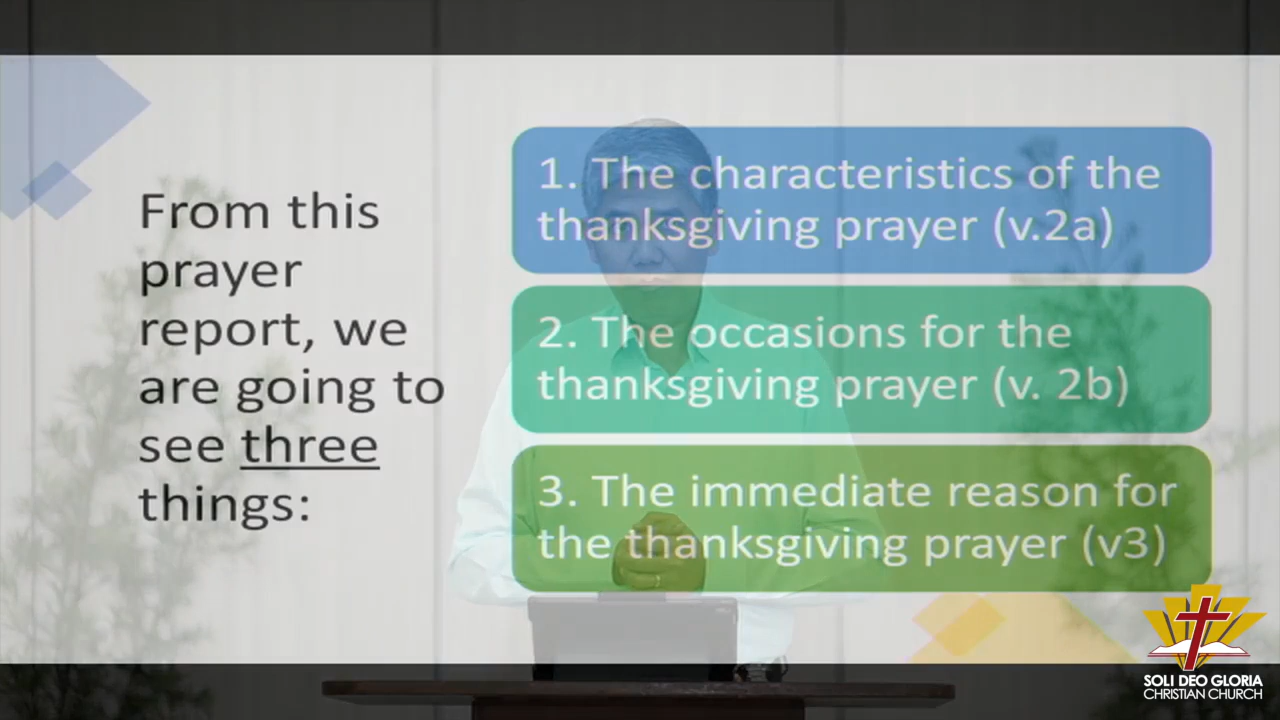 From this
prayer
report, we
are going to
see three
things:
1. The characteristics of the
thanksgiving prayer (v.2a)
2. The occasions for the
thanksgiving prayer (v. 2b)
3. The immediate reason for
the thanksgiving prayer (v3)
SOLI DEO GLORIA
CHRISTIAN CHURCH